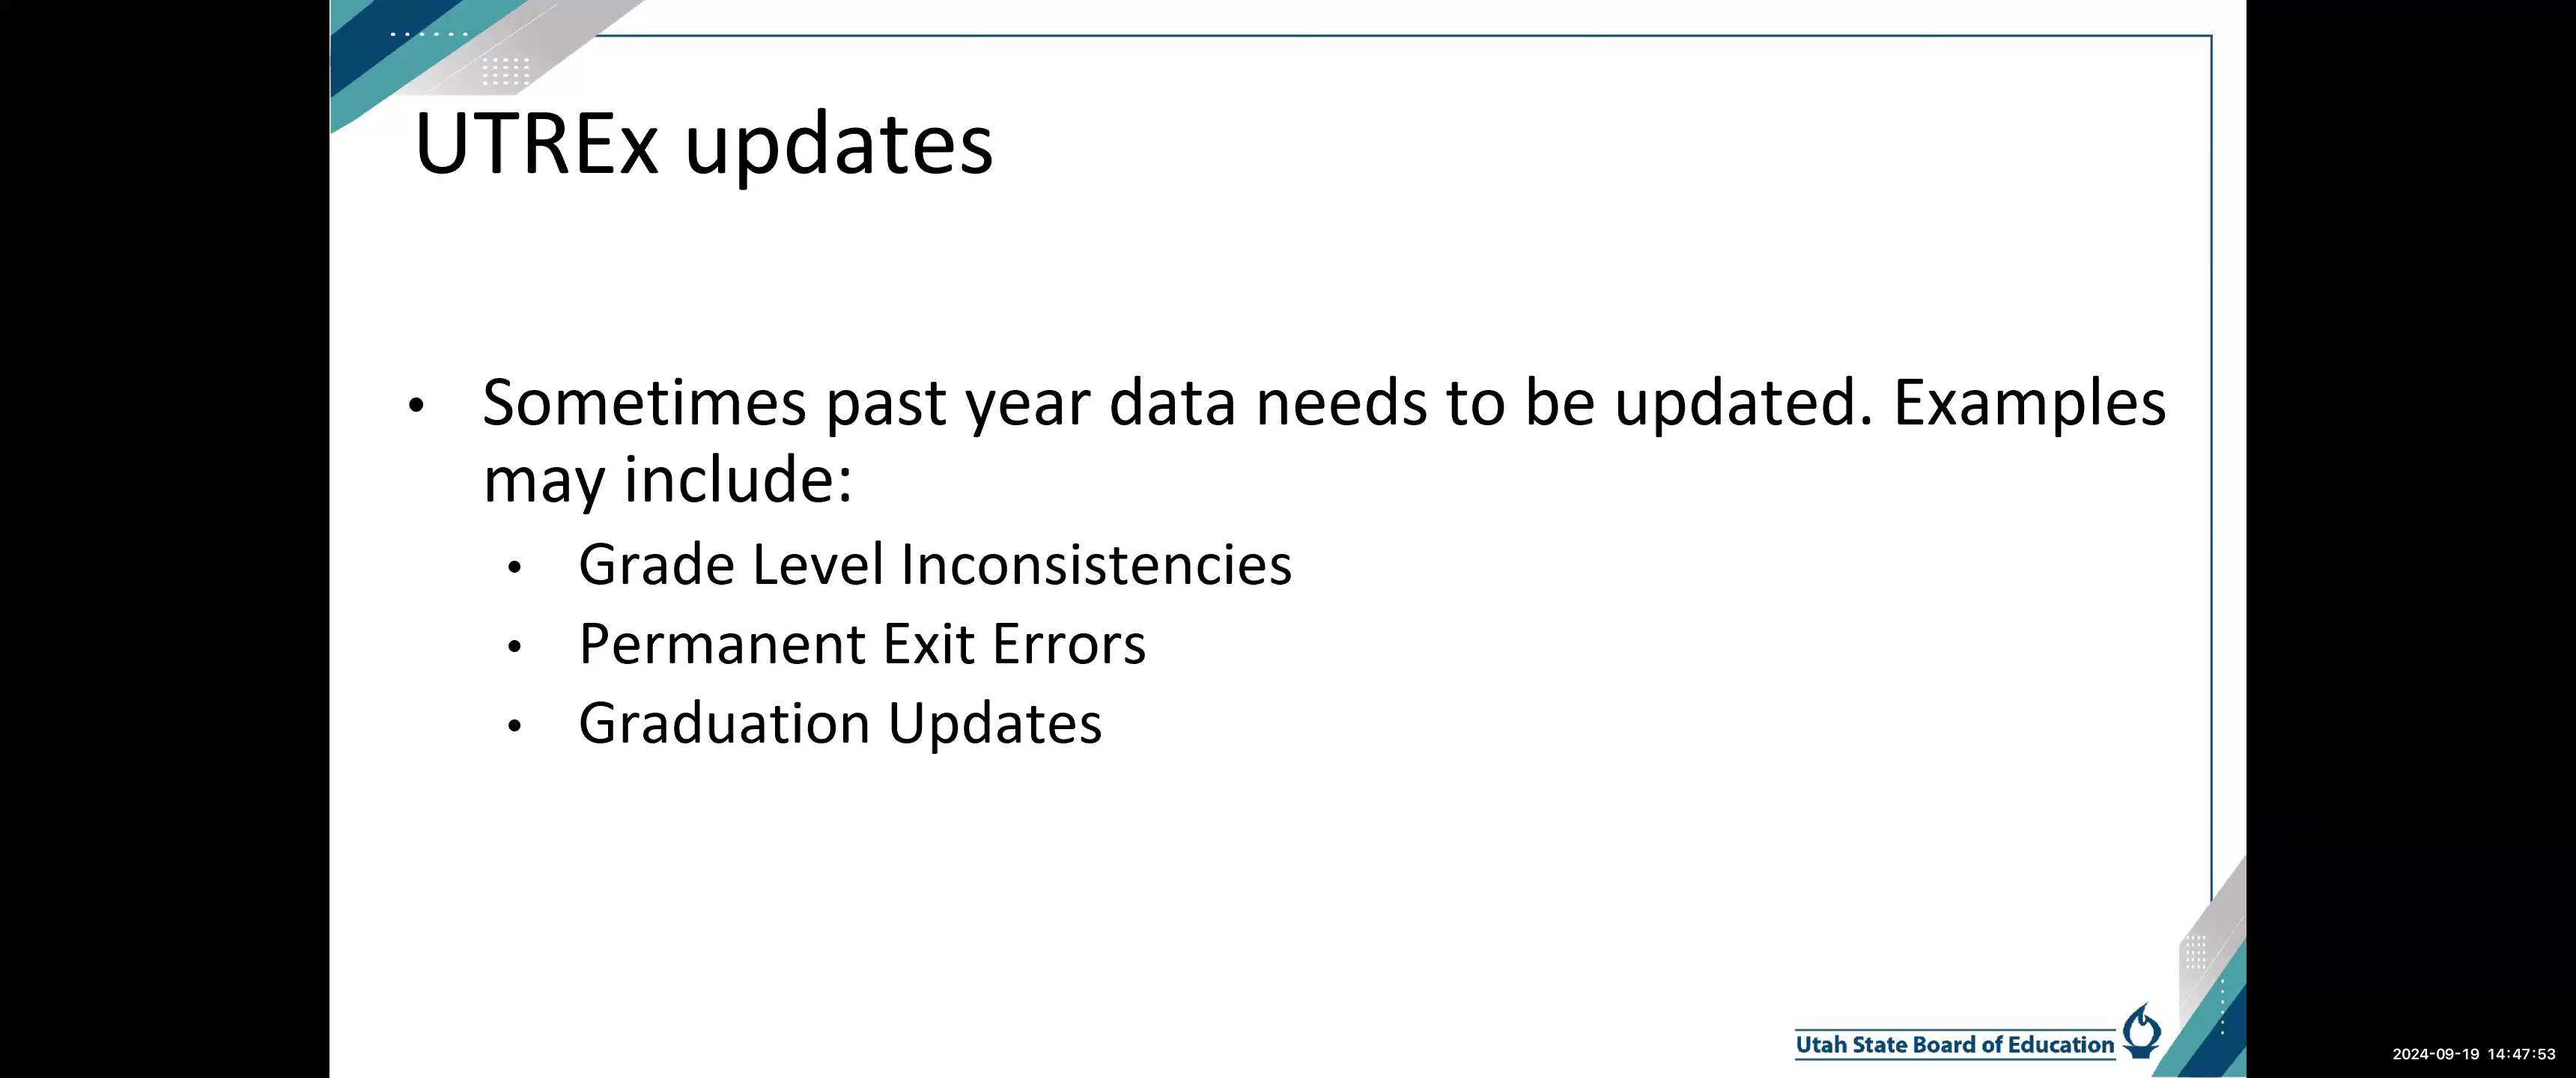 UTREx updates
• Sometimes past year data needs to be updated. Examples
may include:
• Grade Level Inconsistencies
• Permanent Exit Errors
• Graduation Updates
Utah State Board of Education
2024-09-19 14:47:53